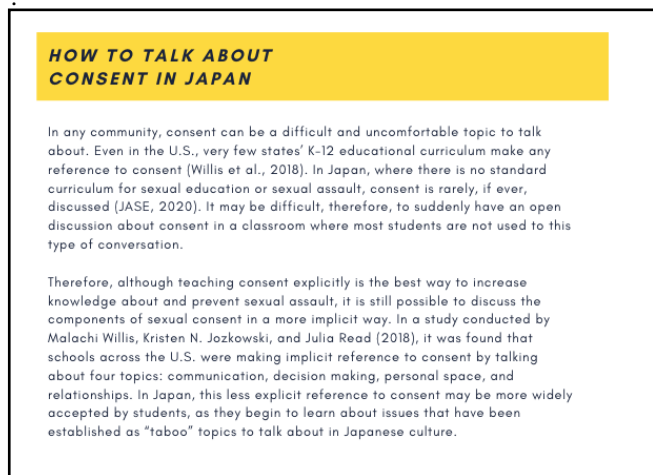 HOW TO TALK ABOUT
CONSENT IN JAPAN
In any community, consent can be a difficult and uncomfortable topic to talk
about. Even in the U.S., very few states' K-12 educational curriculum make any
reference to consent (Willis et al., 2018). In Japan, where there is no standard
curriculum for sexual education or sexual assault, consent is rarely, if ever,
discussed (JASE, 2020). It may be difficult, therefore, to suddenly have an open
discussion about consent in a classroom where most students are not used to this
type of conversation.
Therefore, although teaching consent explicitly is the best way to increase
knowledge about and prevent sexual assault, it is still possible to discuss the
components of sexual consent in a more implicit way. In a study conducted by
Malachi Willis, Kristen N. Jozkowski, and Julia Read (2018), it was found that
schools across the U.S. were making implicit reference to consent by talking
about four topics: communication, decision making, personal space, and
relationships. In Japan, this less explicit reference to consent may be more widely
accepted by students, as they begin to learn about issues that have been
established as "taboo" topics to talk about in Japanese culture.